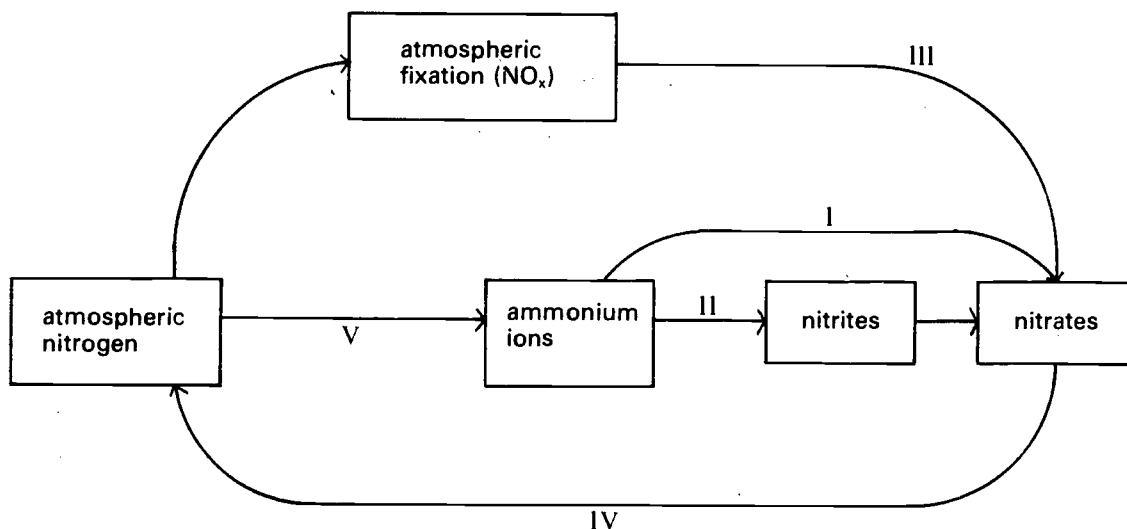 atmospheric
fixation (NOₓ)
III
I
atmospheric
nitrogen
V
ammonium
ions
II
nitrites
nitrates
IV